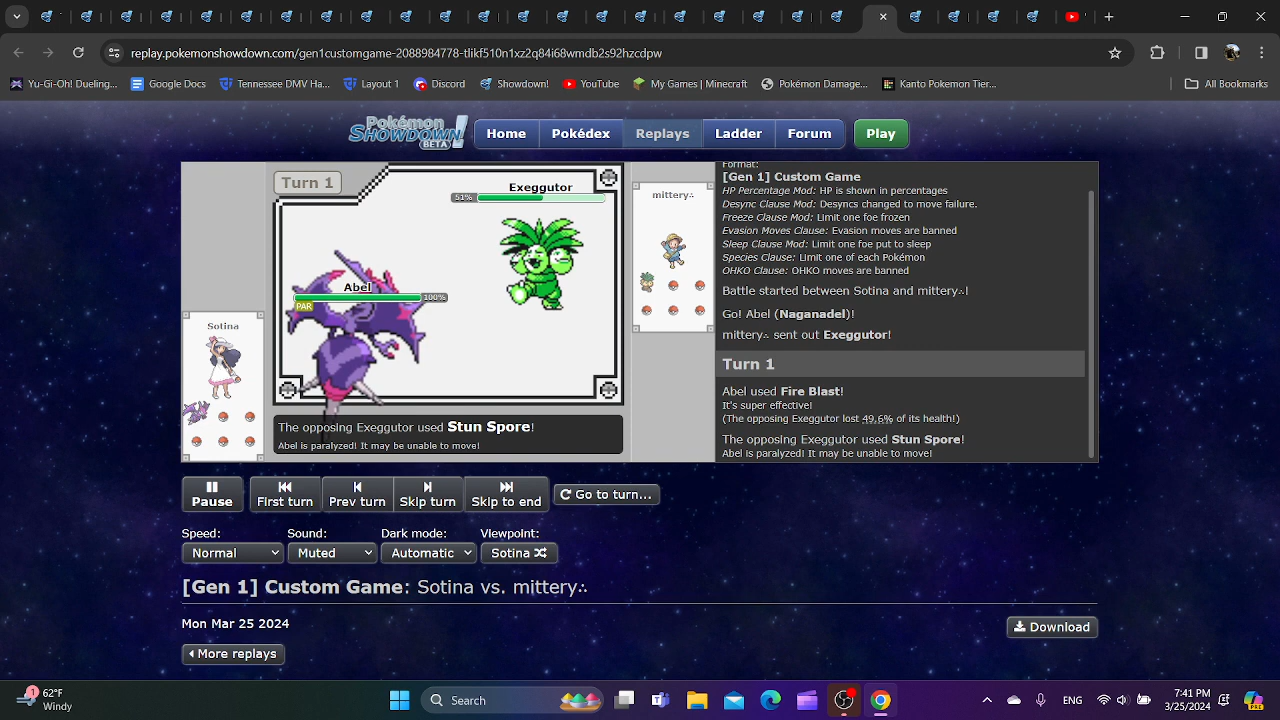 replay.pokemonshowdown.com/gen1customgame-2088984778-tlikf510n1xz2q84i68wmdb2s92hzcdpw
Yu-Gi-Oh! Dueling...
Google Docs
Tennessee DMV Ha...
Layout 1
Discord
Showdown!
YouTube
My Games | Minecraft
Pokémon Damage...
Kanto Pokemon Tier...
All Bookmarks
Pokémon
SHOWDOWN!
BETA
Home
Pokédex
Replays
Ladder
Forum
Play
Turn 1
Exeggutor
51%
Abel
100%
PAR
Sotina
mittery∴
The opposing Exeggutor used Stun Spore!
Abel is paralyzed! It may be unable to move!
Format:
[Gen 1] Custom Game
HP Percentage Mod: HP is shown in percentages
Desync Clause Mod: Desyncs changed to move failure.
Freeze Clause Mod: Limit one foe frozen
Evasion Moves Clause: Evasion moves are banned
Sleep Clause Mod: Limit one foe put to sleep
Species Clause: Limit one of each Pokémon
OHKO Clause: OHKO moves are banned
Battle started between Sotina and mittery∴!
Go! Abel (Naganadel)!
mittery∴ sent out Exeggutor!
Turn 1
Abel used Fire Blast!
It's super effective!
(The opposing Exeggutor lost 49.6% of its health!)
The opposing Exeggutor used Stun Spore!
Abel is paralyzed! It may be unable to move!
Pause
First turn
Prev turn
Skip turn
Skip to end
Go to turn...
Speed:
Sound:
Dark mode:
Viewpoint:
Normal
Muted
Automatic
Sotina
[Gen 1] Custom Game: Sotina vs. mittery∴
Mon Mar 25 2024
Download
More replays
1
62°F
Windy
Search
ENG
7:41 PM
3/25/2024
PRE